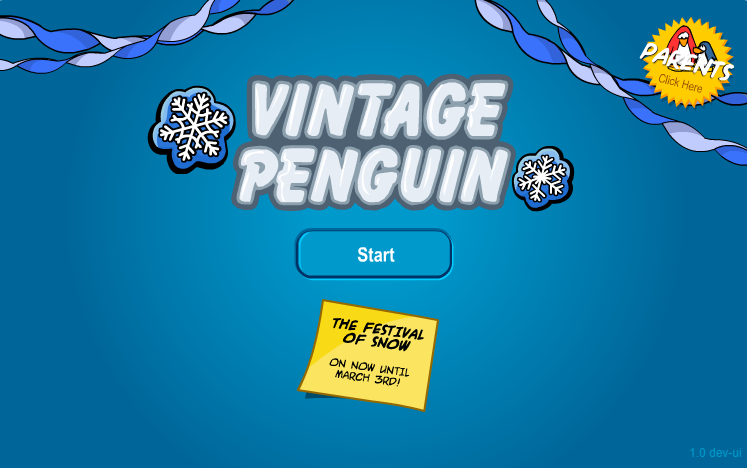 PARENTS
Click Here
VINTAGE
PENGUIN
Start
THE FESTIVAL
OF SNOW
ON NOW UNTIL
MARCH 3RD!
1.0 dev-ui